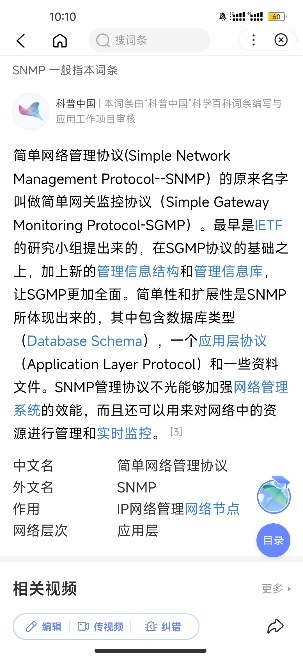 10:10
60
搜词条
SNMP 一般指本词条
科普中国 | 本词条由“科普中国”科学百科词条编写与
应用工作项目审核
简单网络管理协议(Simple Network
Management Protocol--SNMP）的原来名字
叫做简单网关监控协议（Simple Gateway
Monitoring Protocol-SGMP）。最早是IETF
的研究小组提出来的，在SGMP协议的基础之
上，加上新的管理信息结构和管理信息库，
让SGMP更加全面。简单性和扩展性是SNMP
所体现出来的，其中包含数据库类型
（Database Schema），一个应用层协议
（Application Layer Protocol）和一些资料
文件。SNMP管理协议不光能够加强网络管理
系统的效能，而且还可以用来对网络中的资
源进行管理和实时监控。 [3]
中文名 简单网络管理协议
外文名 SNMP
作用 IP网络管理网络节点
网络层次 应用层
目录
相关视频 更多
编辑 传视频 纠错